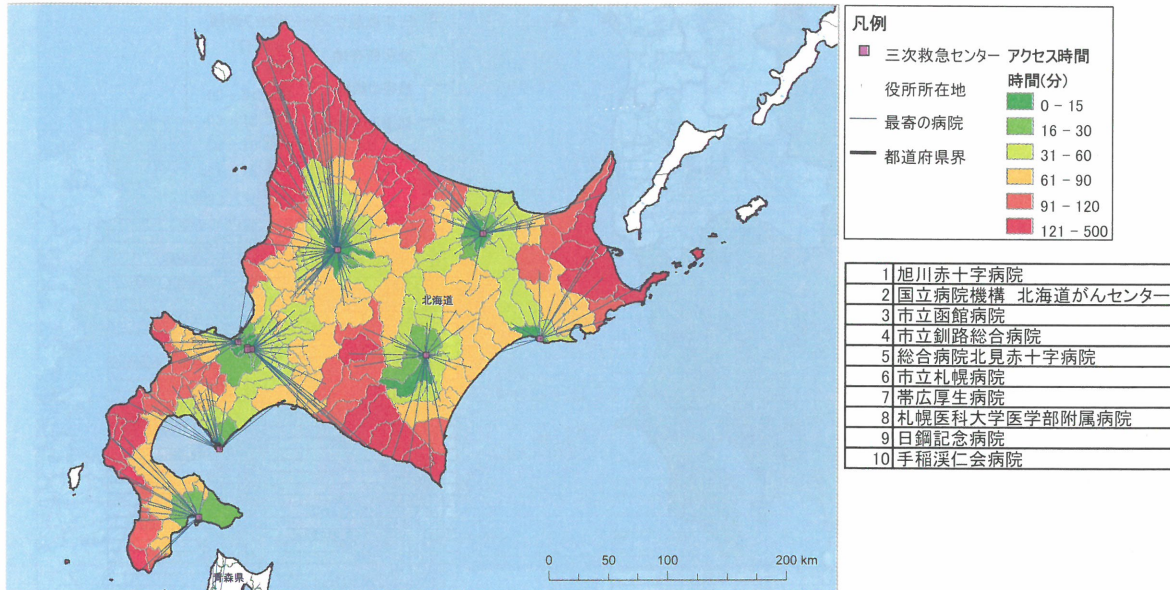 北海道
青森県
0 50 100 200 km
凡例
三次救急センター
役所所在地
最寄の病院
都道府県界
アクセス時間
時間(分)
0 - 15
16 - 30
31 - 60
61 - 90
91 - 120
121 - 500
1 旭川赤十字病院
2 国立病院機構 北海道がんセンター
3 市立函館病院
4 市立釧路総合病院
5 総合病院北見赤十字病院
6 市立札幌病院
7 帯広厚生病院
8 札幌医科大学医学部附属病院
9 日鋼記念病院
10 手稲渓仁会病院